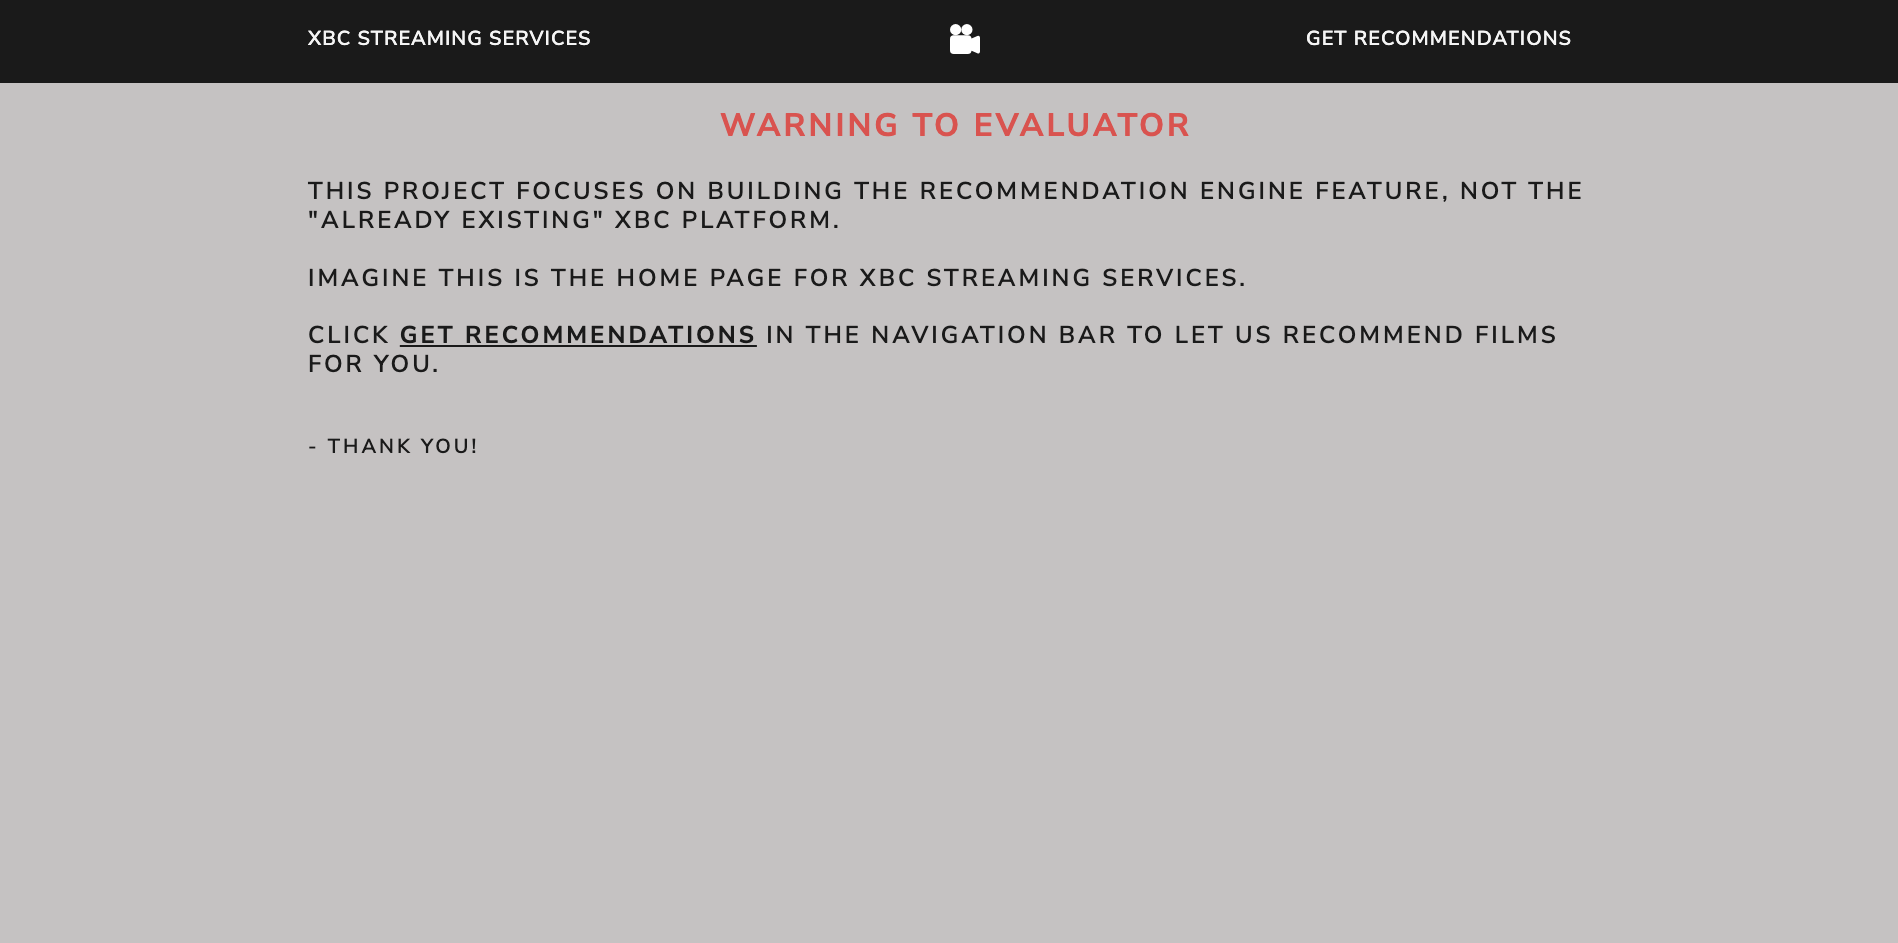 XBC STREAMING SERVICES
GET RECOMMENDATIONS
WARNING TO EVALUATOR
THIS PROJECT FOCUSES ON BUILDING THE RECOMMENDATION ENGINE FEATURE, NOT THE
"ALREADY EXISTING" XBC PLATFORM.
IMAGINE THIS IS THE HOME PAGE FOR XBC STREAMING SERVICES.
CLICK GET RECOMMENDATIONS IN THE NAVIGATION BAR TO LET US RECOMMEND FILMS
FOR YOU.
- THANK YOU!